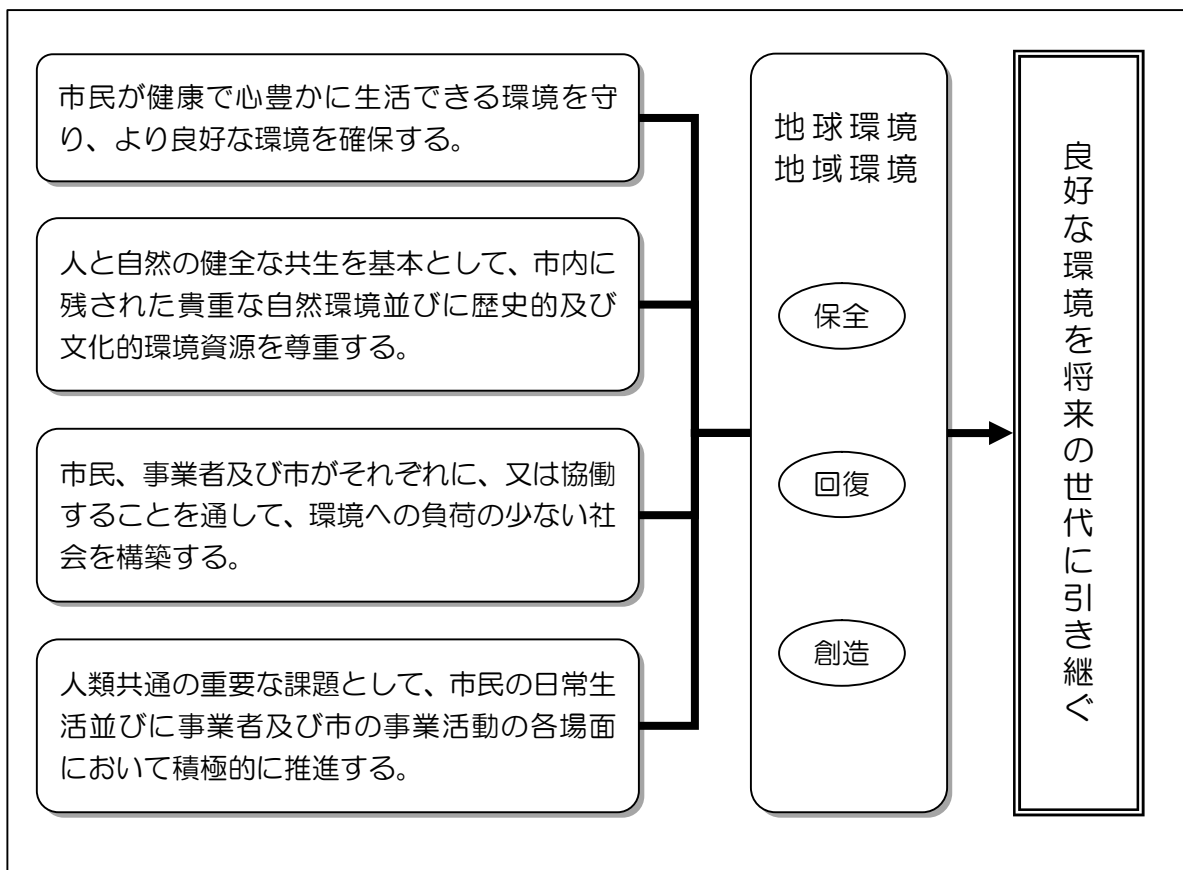 市民が健康で心豊かに生活できる環境を守
り、より良好な環境を確保する。
人と自然の健全な共生を基本として、市内に
残された貴重な自然環境並びに歴史的及び
文化的環境資源を尊重する。
市民、事業者及び市がそれぞれに、又は協働
することを通して、環境への負荷の少ない社
会を構築する。
人類共通の重要な課題として、市民の日常生
活並びに事業者及び市の事業活動の各場面
において積極的に推進する。
地球環境
地域環境
保全
回復
創造
良好な環境を将来の世代に引き継ぐ